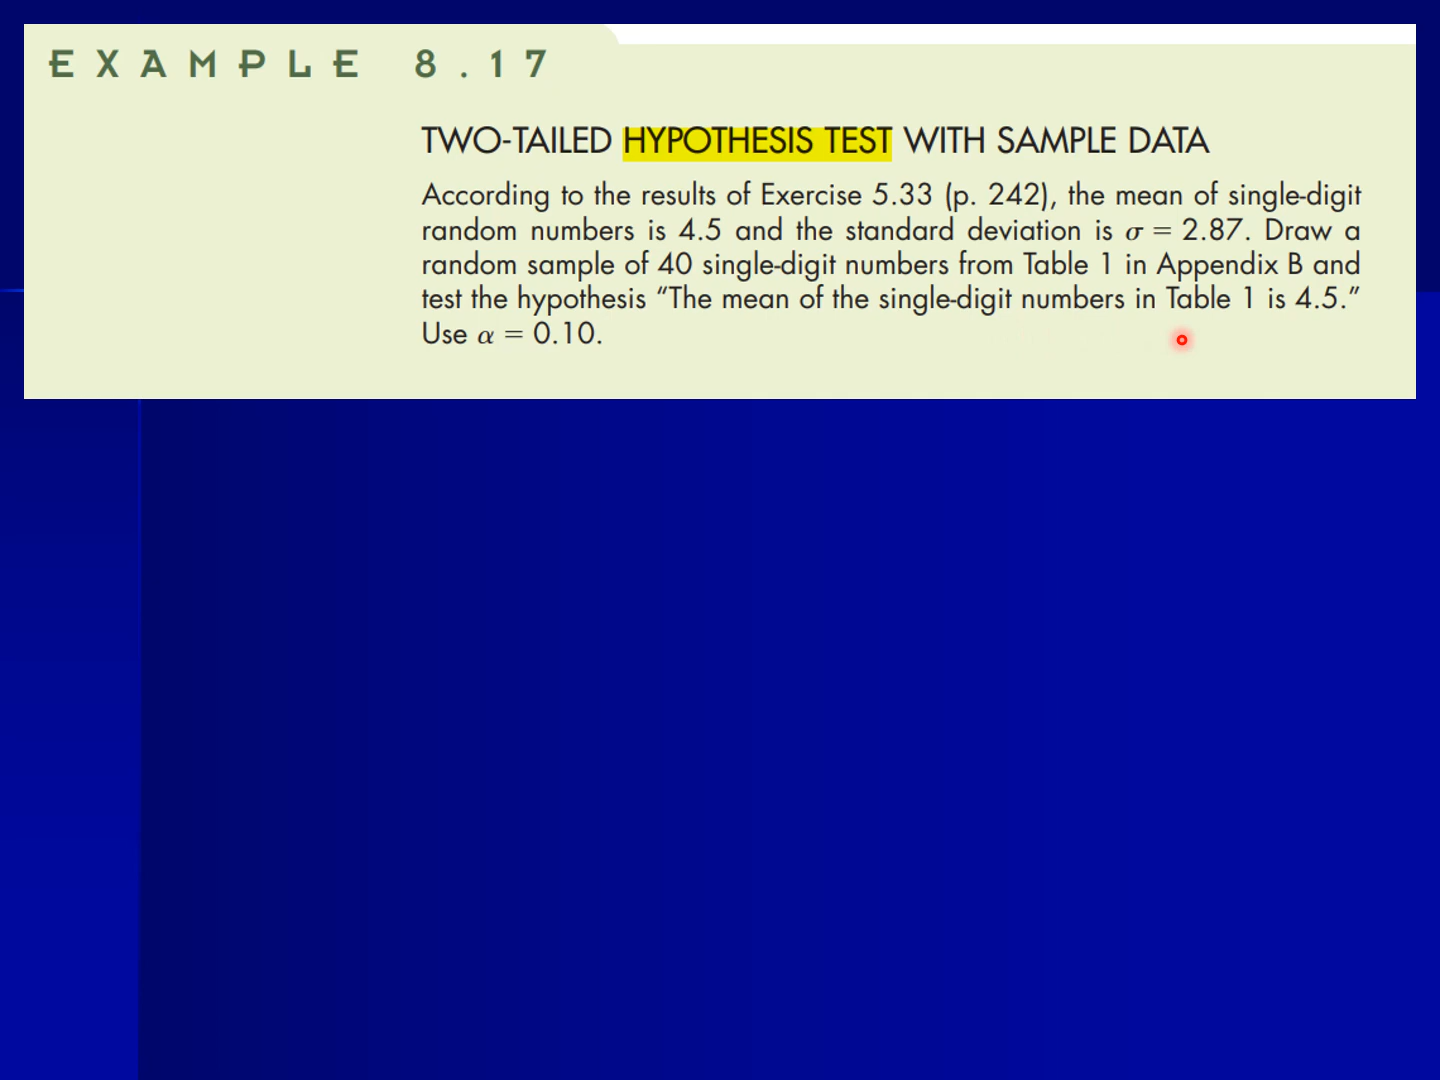 EXAMPLE 8.17
TWO-TAILED HYPOTHESIS TEST WITH SAMPLE DATA
According to the results of Exercise 5.33 (p. 242), the mean of single-digit
random numbers is 4.5 and the standard deviation is σ = 2.87. Draw a
random sample of 40 single-digit numbers from Table 1 in Appendix B and
test the hypothesis “The mean of the single-digit numbers in Table 1 is 4.5.”
Use α = 0.10.